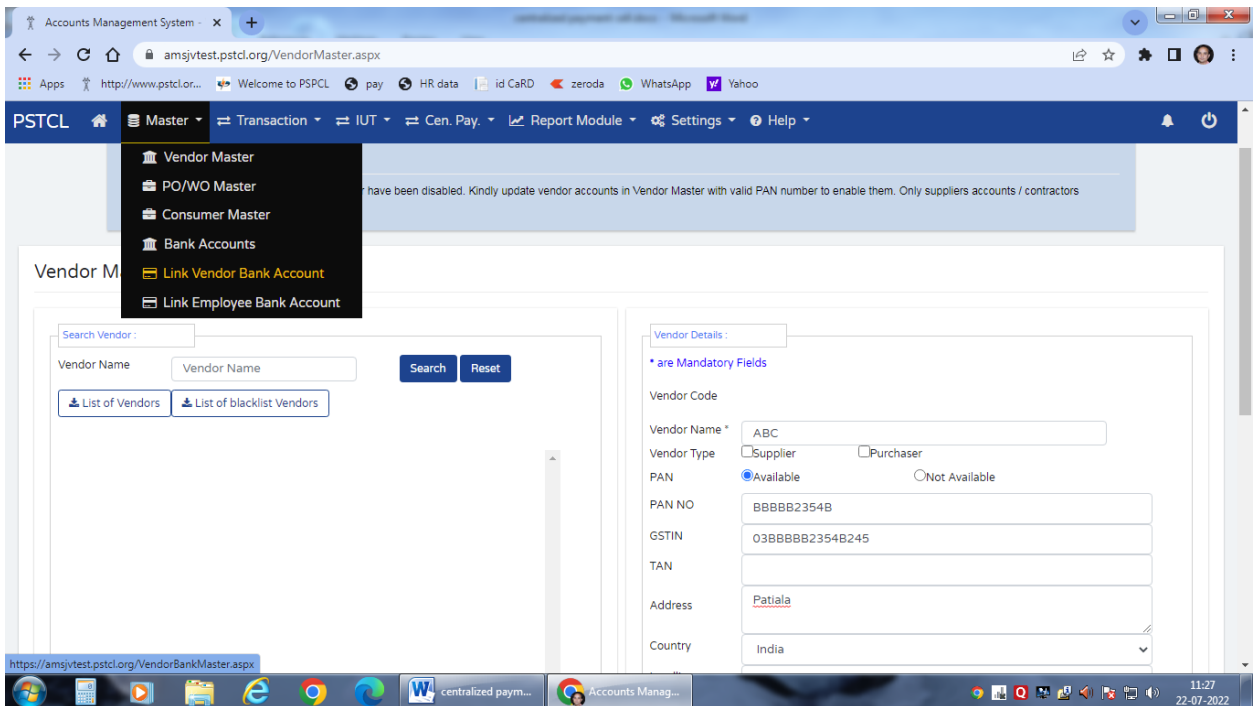 Accounts Management System -
amsjvtest.pstcl.org/VendorMaster.aspx
Apps http://www.pstcl.or... Welcome to PSPCL pay HR data id CaRD zeroda WhatsApp Yahoo
PSTCL Master Transaction IUT Cen. Pay. Report Module Settings Help
Vendor Master
PO/WO Master
Consumer Master
Bank Accounts
Link Vendor Bank Account
Link Employee Bank Account
have been disabled. Kindly update vendor accounts in Vendor Master with valid PAN number to enable them. Only suppliers accounts / contractors
Vendor M
Search Vendor :
Vendor Name Vendor Name Search Reset
List of Vendors List of blacklist Vendors
Vendor Details :
* are Mandatory Fields
Vendor Code
Vendor Name * ABC
Vendor Type Supplier Purchaser
PAN Available Not Available
PAN NO BBBBB2354B
GSTIN 03BBBBB2354B245
TAN
Address Patiala
Country India
https://amsjvtest.pstcl.org/VendorBankMaster.aspx
centralized paym... Accounts Manag... 11:27
22-07-2022